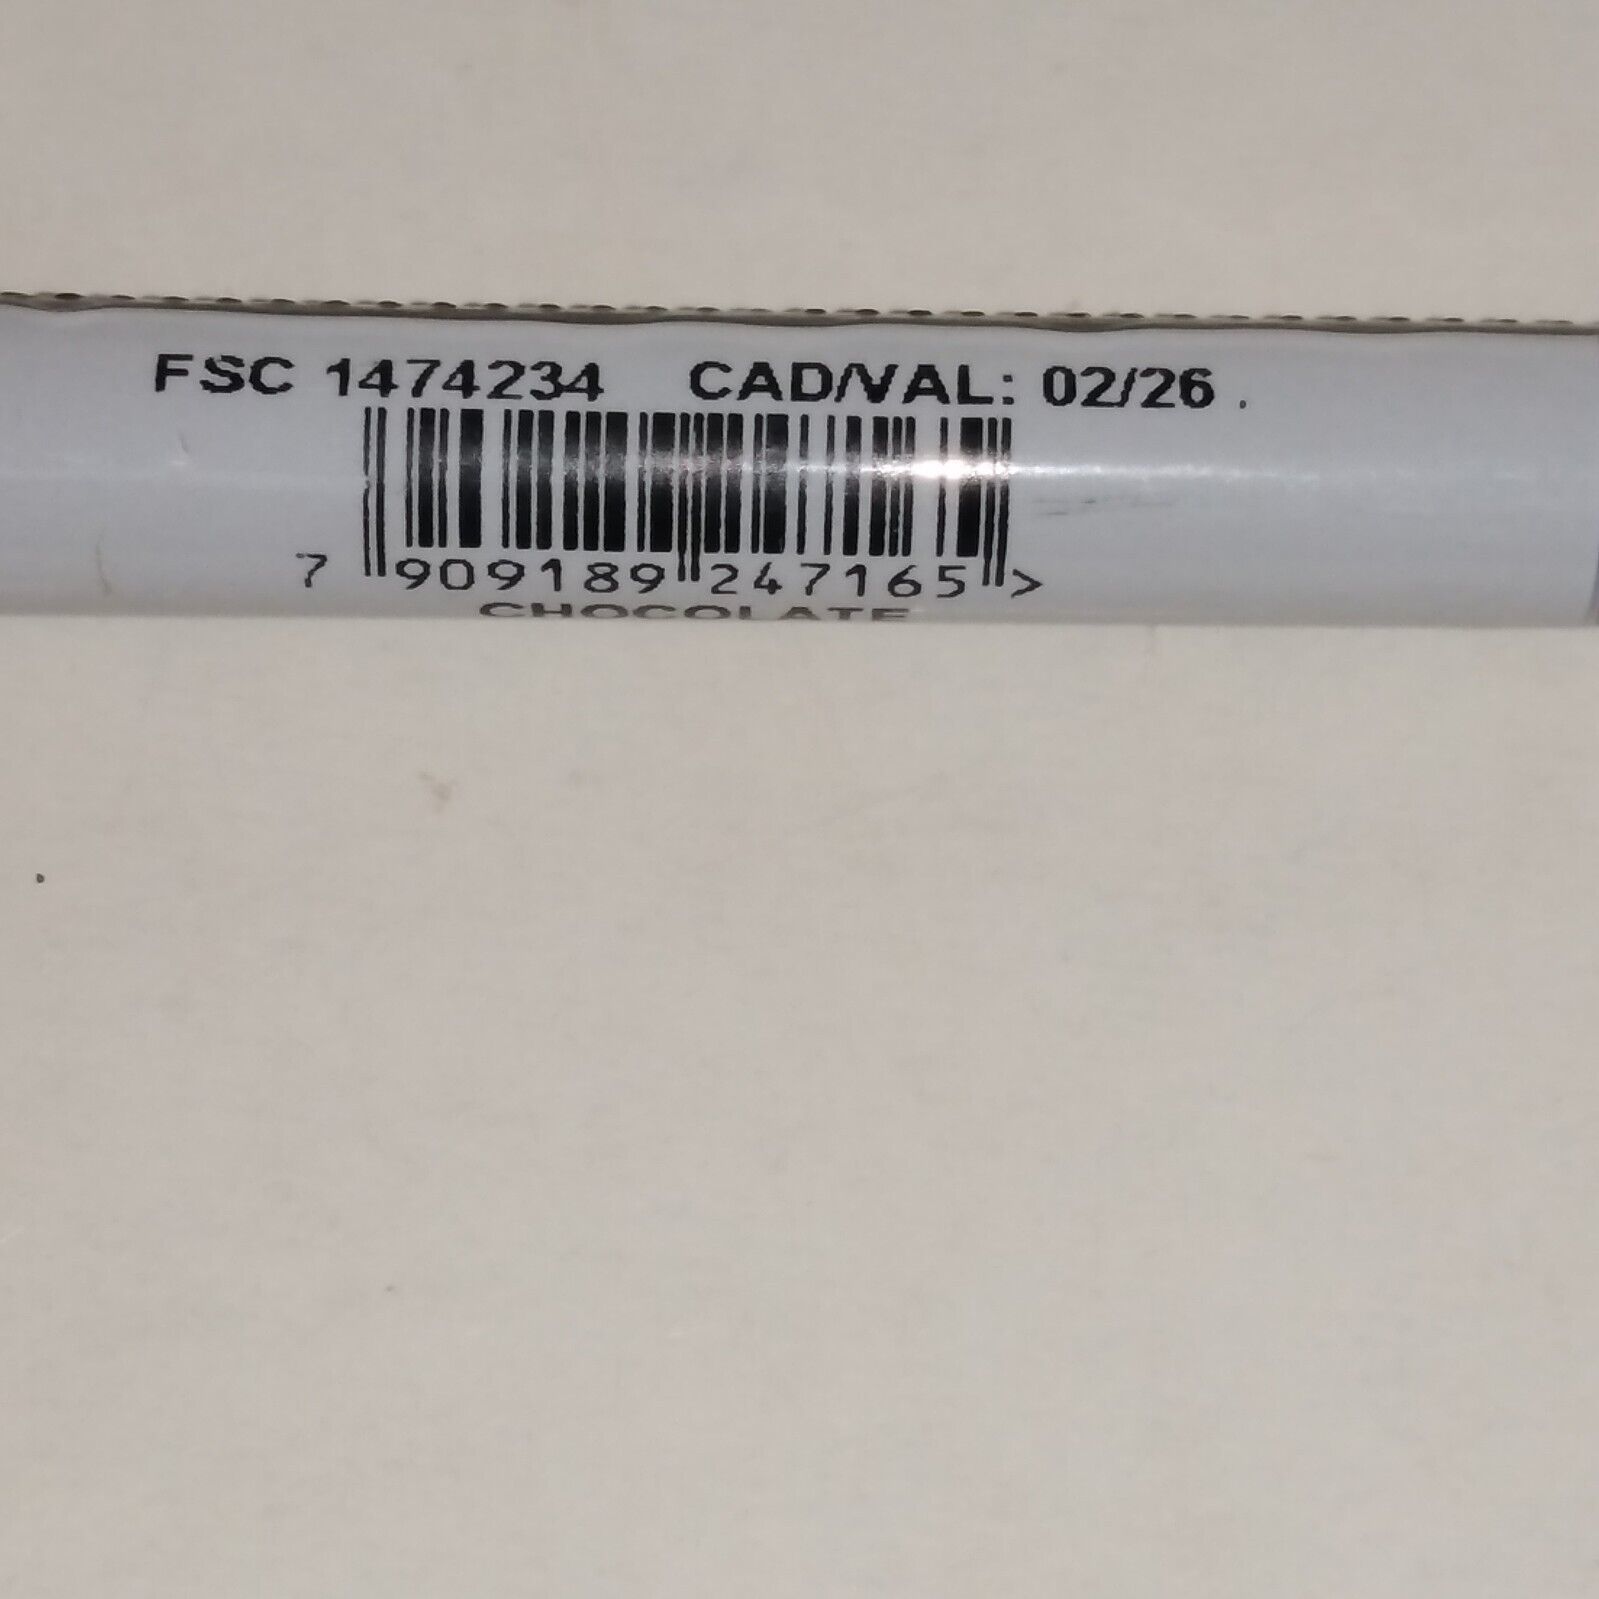 FSC 1474234 CAD/VAL: 02/26 .
7 909189 247165 >
CHOCOLATE